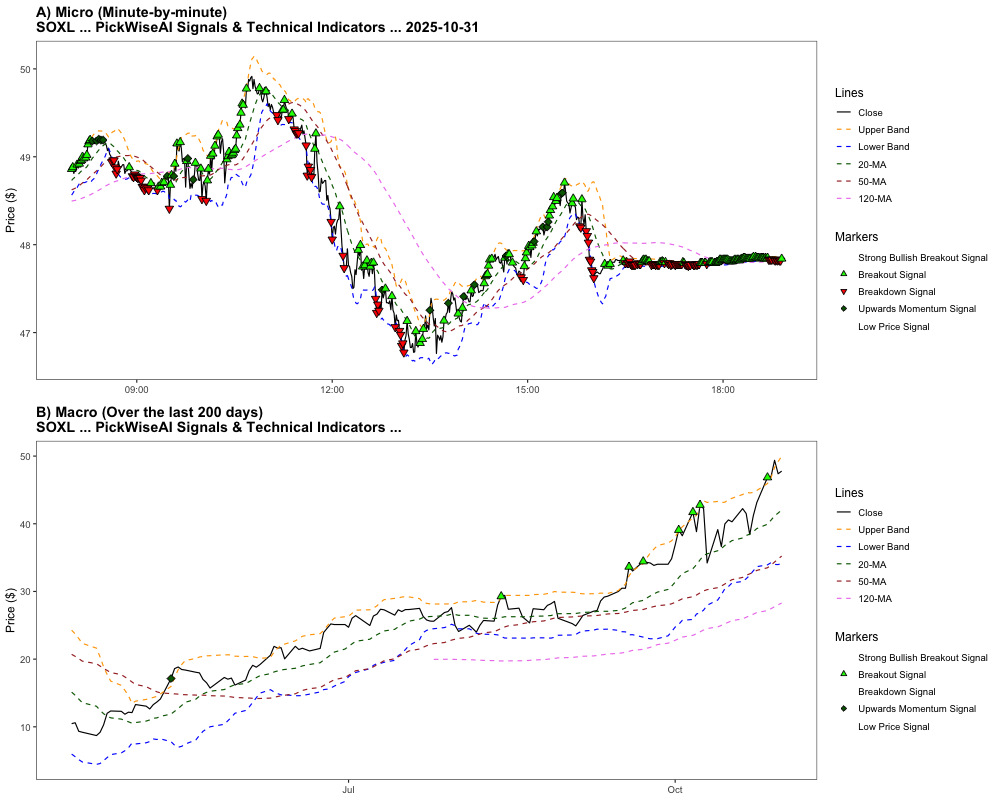 A) Micro (Minute-by-minute)
SOXL ... PickWiseAI Signals & Technical Indicators ... 2025-10-31
Price ($)
50
49
48
47
09:00
12:00
15:00
18:00
Lines
Close
Upper Band
Lower Band
20-MA
50-MA
120-MA
Markers
Strong Bullish Breakout Signal
Breakout Signal
Breakdown Signal
Upwards Momentum Signal
Low Price Signal
B) Macro (Over the last 200 days)
SOXL ... PickWiseAI Signals & Technical Indicators ...
Price ($)
50
40
30
20
10
Jul
Oct
Lines
Close
Upper Band
Lower Band
20-MA
50-MA
120-MA
Markers
Strong Bullish Breakout Signal
Breakout Signal
Breakdown Signal
Upwards Momentum Signal
Low Price Signal